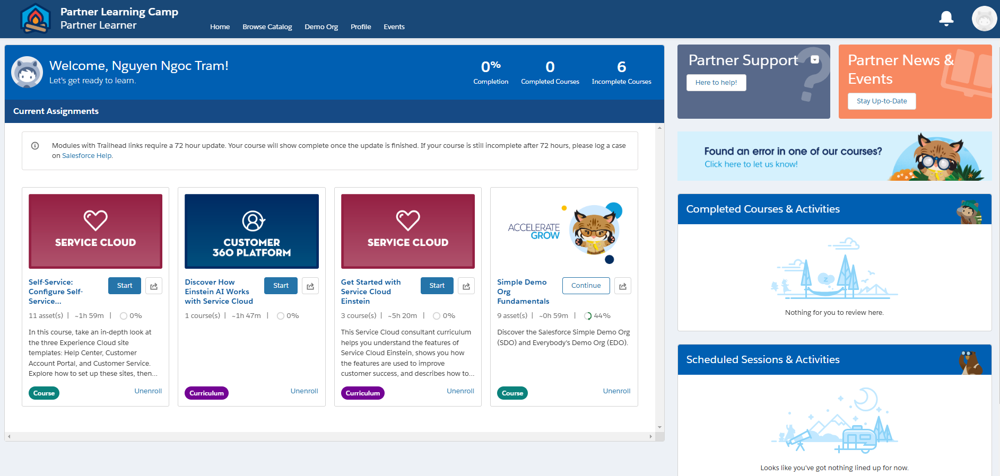 Partner Learning Camp
Partner Learner
Home Browse Catalog Demo Org Profile Events
Welcome, Nguyen Ngoc Tram!
Let's get ready to learn.
0%
Completion
0
Completed Courses
6
Incomplete Courses
Current Assignments
Modules with Trailhead links require a 72 hour update. Your course will show complete once the update is finished. If your course is still incomplete after 72 hours, please log a case
on Salesforce Help.
SERVICE CLOUD
Self-Service:
Configure Self-
Service...
Start
11 asset(s) | ~1h 59m | 0%
In this course, take an in-depth look at
the three Experience Cloud site
templates: Help Center, Customer
Account Portal, and Customer Service.
Explore how to set up these sites, then...
Course
Unenroll
CUSTOMER
360 PLATFORM
Discover How
Einstein AI Works
with Service Cloud
Start
1 course(s) | ~1h 47m | 0%
Curriculum
Unenroll
SERVICE CLOUD
Get Started with
Service Cloud
Einstein
Start
3 course(s) | ~5h 20m | 0%
This Service Cloud consultant curriculum
helps you understand the features of
Service Cloud Einstein, shows you how
the features are used to improve
customer success, and describes how to...
Curriculum
Unenroll
ACCELERATE
GROW
Simple Demo
Org
Fundamentals
Continue
9 asset(s) | ~0h 59m | 44%
Discover the Salesforce Simple Demo Org
(SDO) and Everybody's Demo Org (EDO).
Course
Unenroll
Partner Support
Here to help!
?
Partner News &
Events
Stay Up-to-Date
Found an error in one of our courses?
Click here to let us know!
Completed Courses & Activities
z
Nothing for you to review here.
Scheduled Sessions & Activities
Looks like you've got nothing lined up for now.